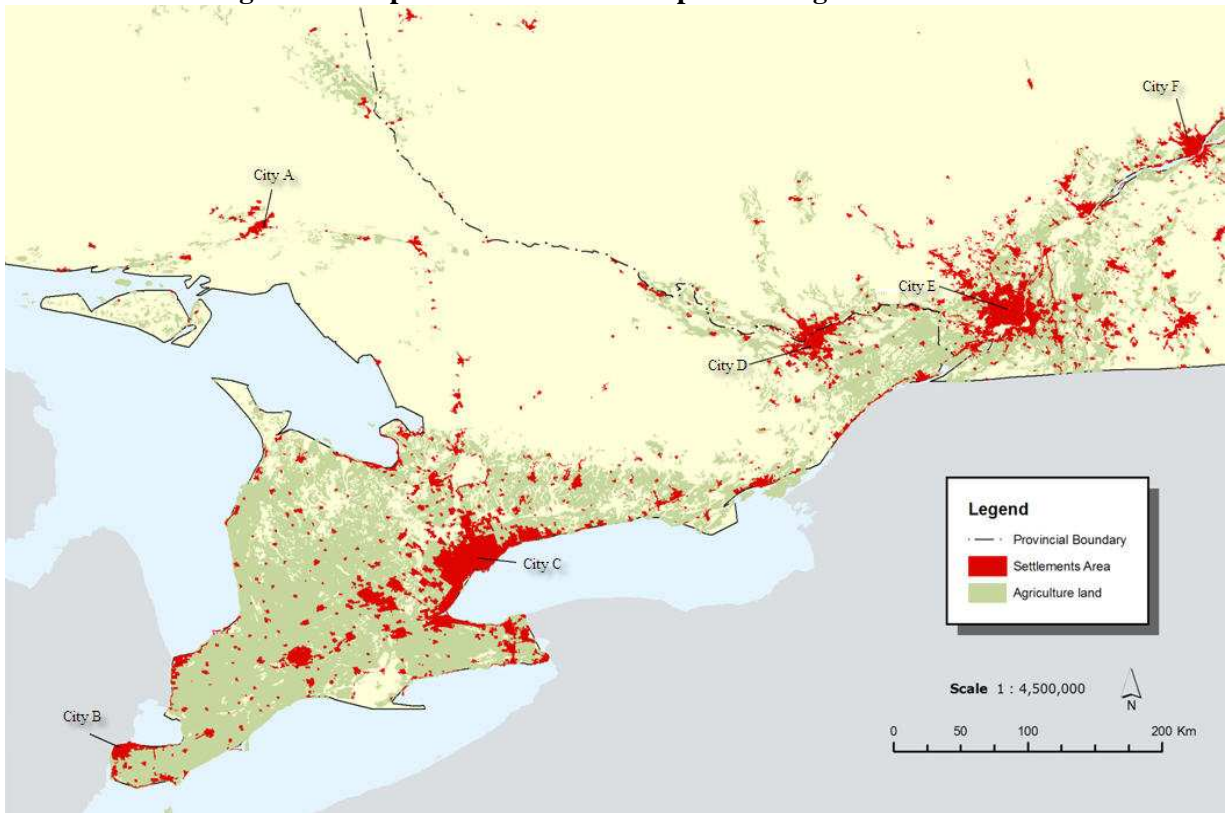 City F
City A
City E
City D
City C
City B
Legend
Provincial Boundary
Settlements Area
Agriculture land
Scale 1 : 4,500,000
N
0 50 100 200 Km